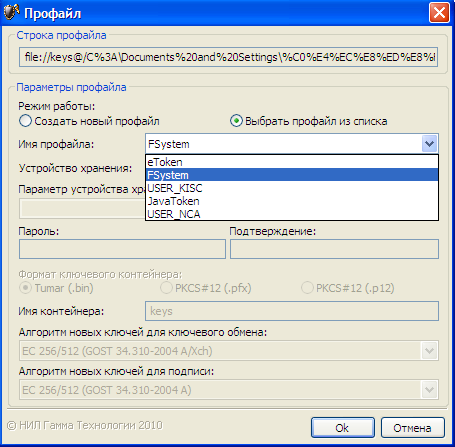 Профайл
Строка профайла
file://keys@/C%3A\Documents%20and%20Settings\%C0%E4%EC%E8%ED%E8%
Параметры профайла
Режим работы:
Создать новый профайл
Выбрать профайл из списка
Имя профайла:
FSystem
eToken
FSystem
USER_KISC
JavaToken
USER_NCA
Устройство хранения:
Параметр устройства
Пароль:
Подтверждение:
Формат ключевого контейнера:
Tumar (.bin)
PKCS#12 (.pfx)
PKCS#12 (.p12)
Имя контейнера:
keys
Алгоритм новых ключей для ключевого обмена:
EC 256/512 (GOST 34.310-2004 A/Xch)
Алгоритм новых ключей для подписи:
EC 256/512 (GOST 34.310-2004 A)
© НИЛ Гамма Технологии 2010
Ok
Отмена